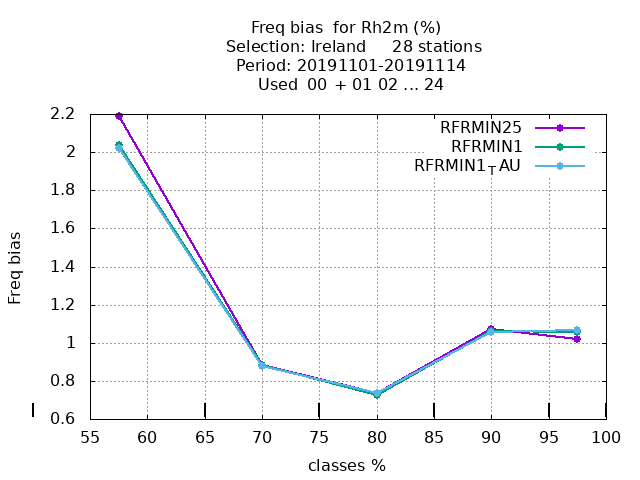 Freq bias for Rh2m (%)
Selection: Ireland 28 stations
Period: 20191101-20191114
Used 00 + 01 02 ... 24
2.2
2
1.8
1.6
1.4
1.2
1
0.8
0.6
Freq bias
RFRMIN25
RFRMIN1
RFRMIN1TAU
55 60 65 70 75 80 85 90 95 100
classes %